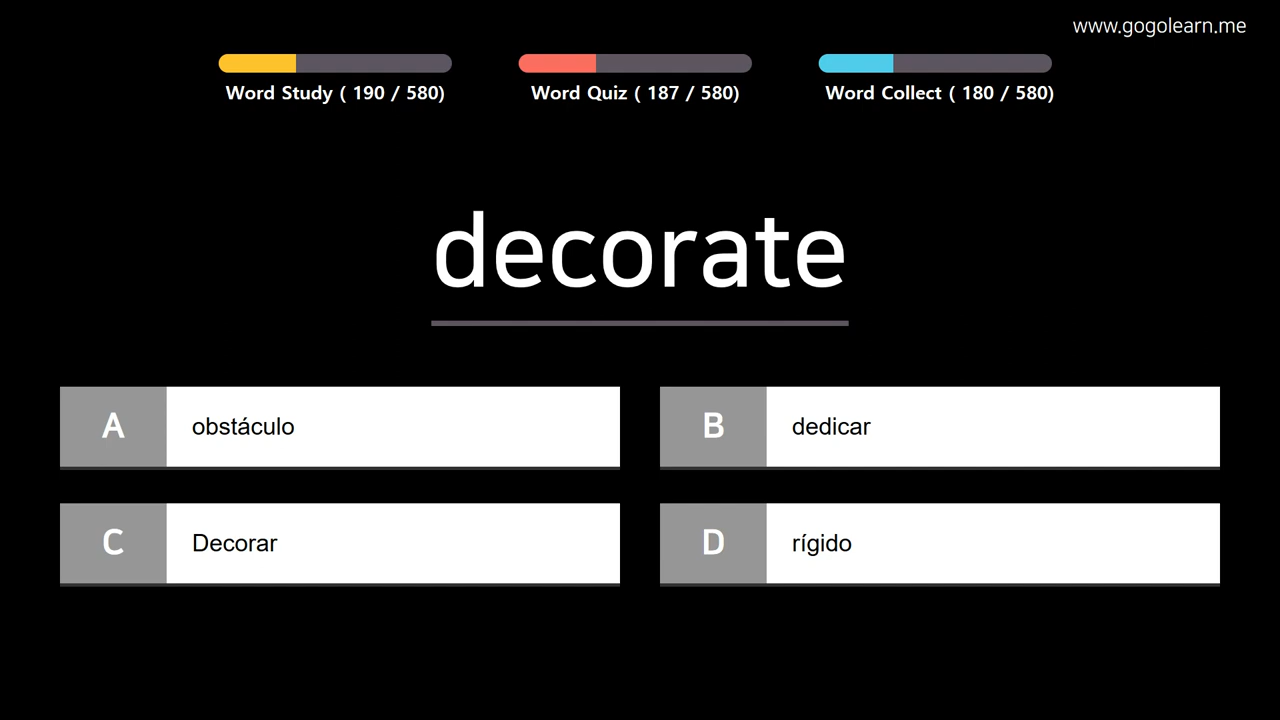 www.gogolearn.me
Word Study ( 190 / 580)
Word Quiz ( 187 / 580)
Word Collect ( 180 / 580)
decorate
A obstáculo
B dedicar
C Decorar
D rígido